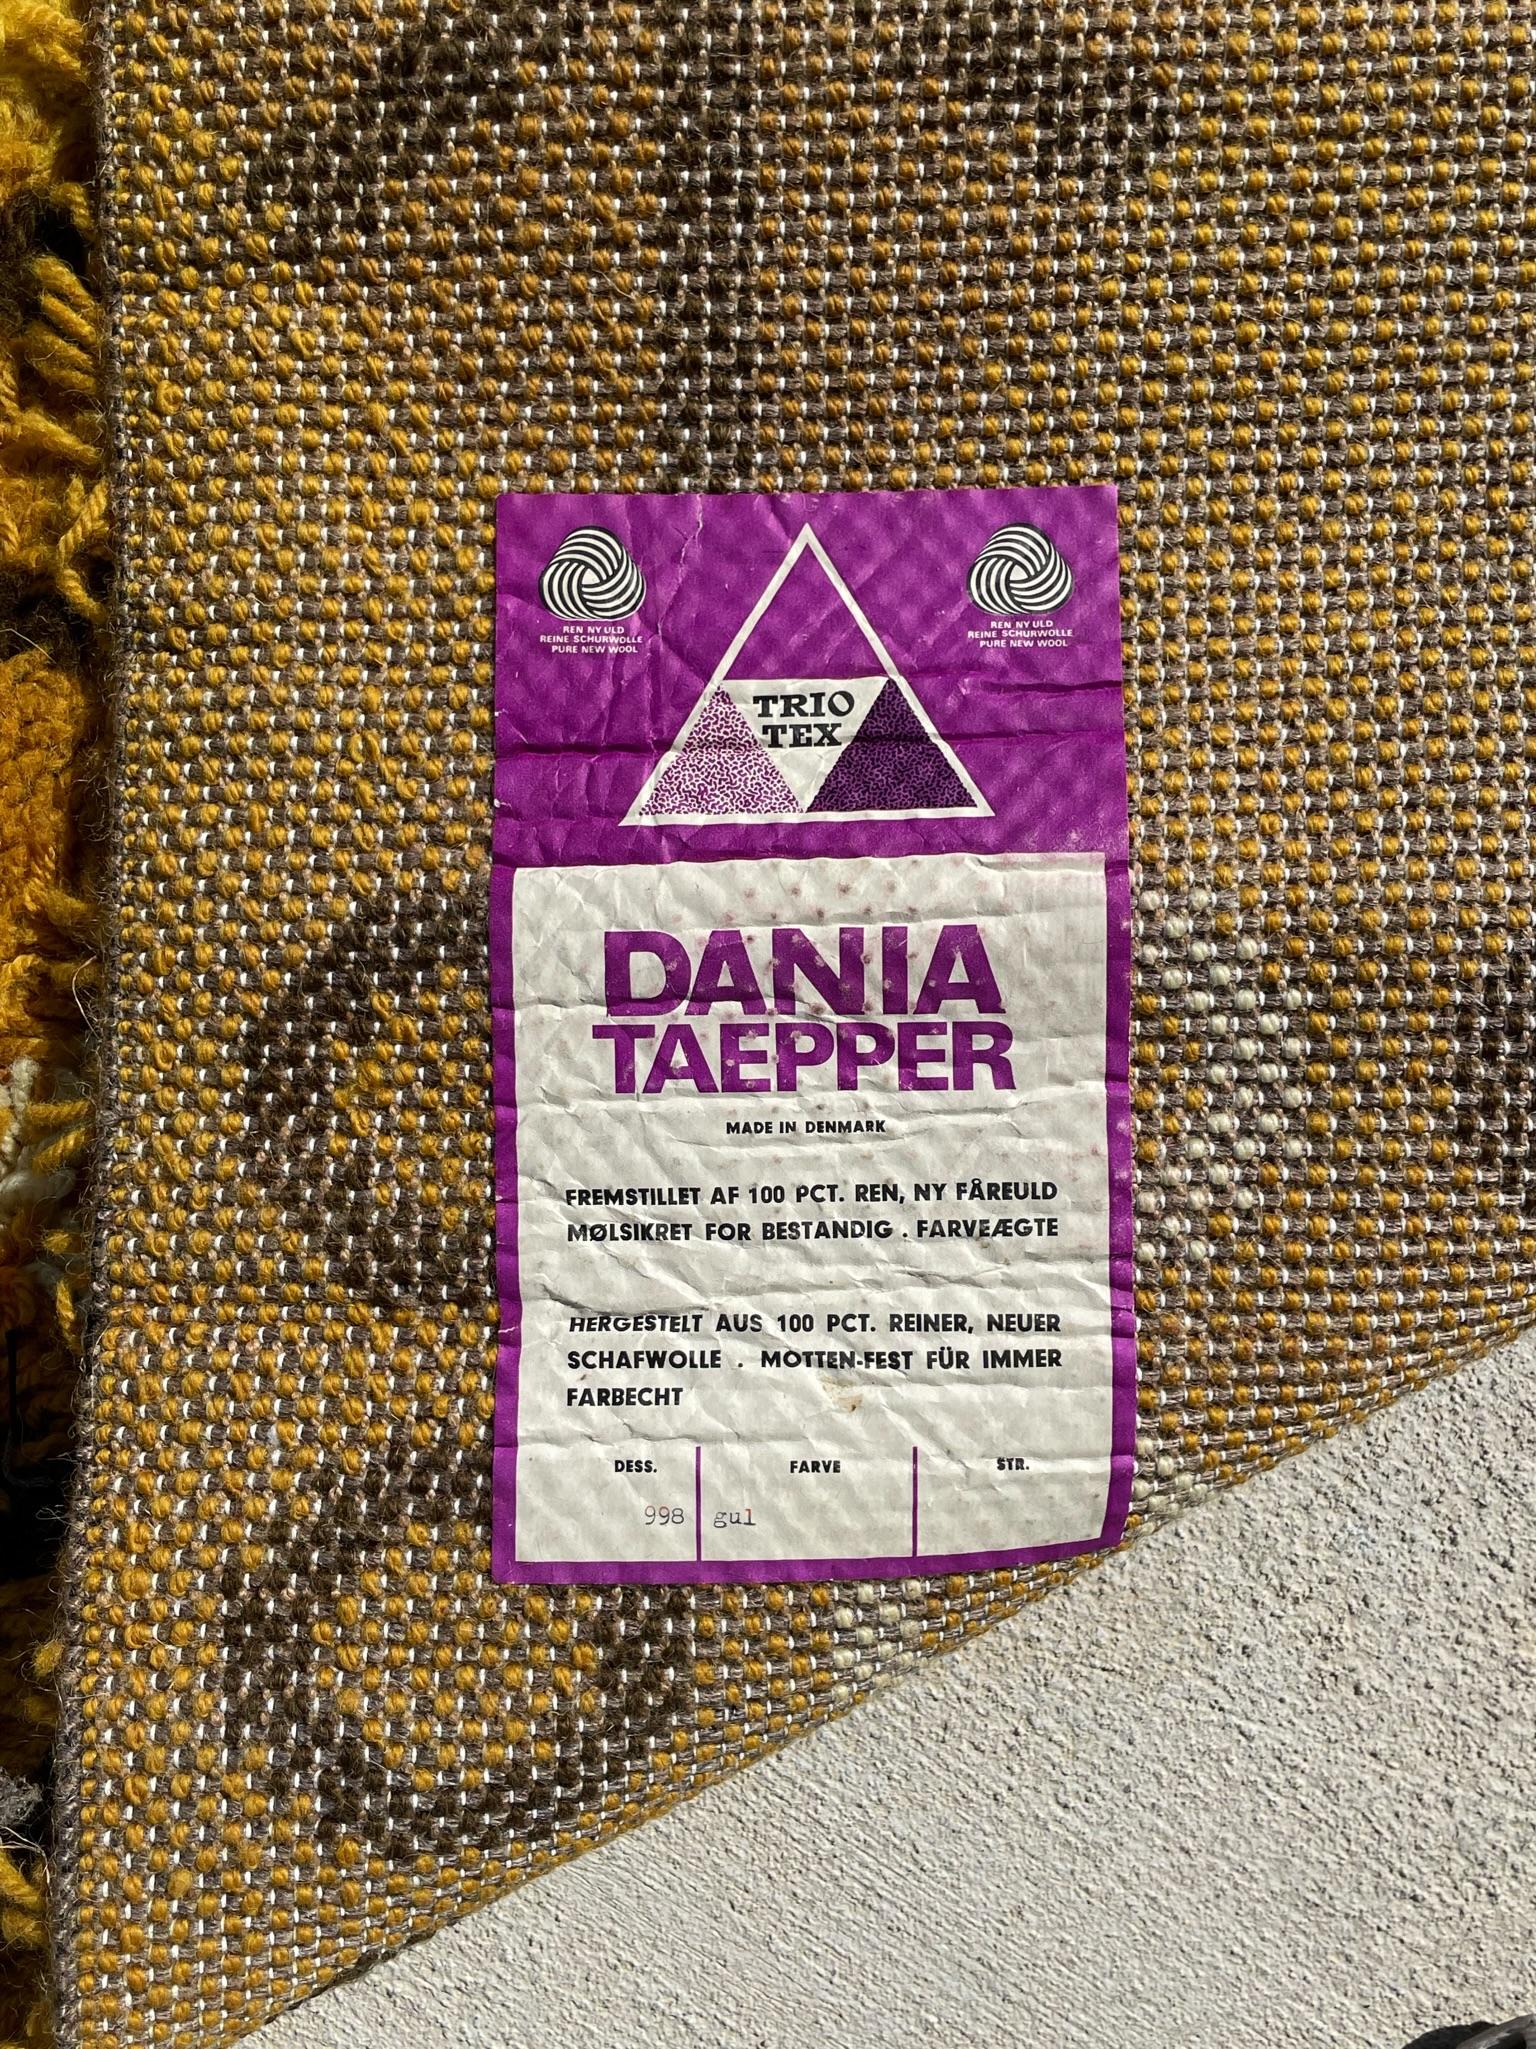 REN NY ULD
REINE SCHURWOLLE
PURE NEW WOOL
REN NY ULD
REINE SCHURWOLLE
PURE NEW WOOL
TRIO
TEX
DANIA
TAEPPER
MADE IN DENMARK
FREMSTILLET AF 100 PCT. REN, NY FÅREULD
MØLSIKRET FOR BESTANDIG . FARVEÆGTE
HERGESTELT AUS 100 PCT. REINER, NEUER
SCHAFWOLLE . MOTTEN-FEST FÜR IMMER
FARBECHT
DESS. FARVE STR.
998 gul